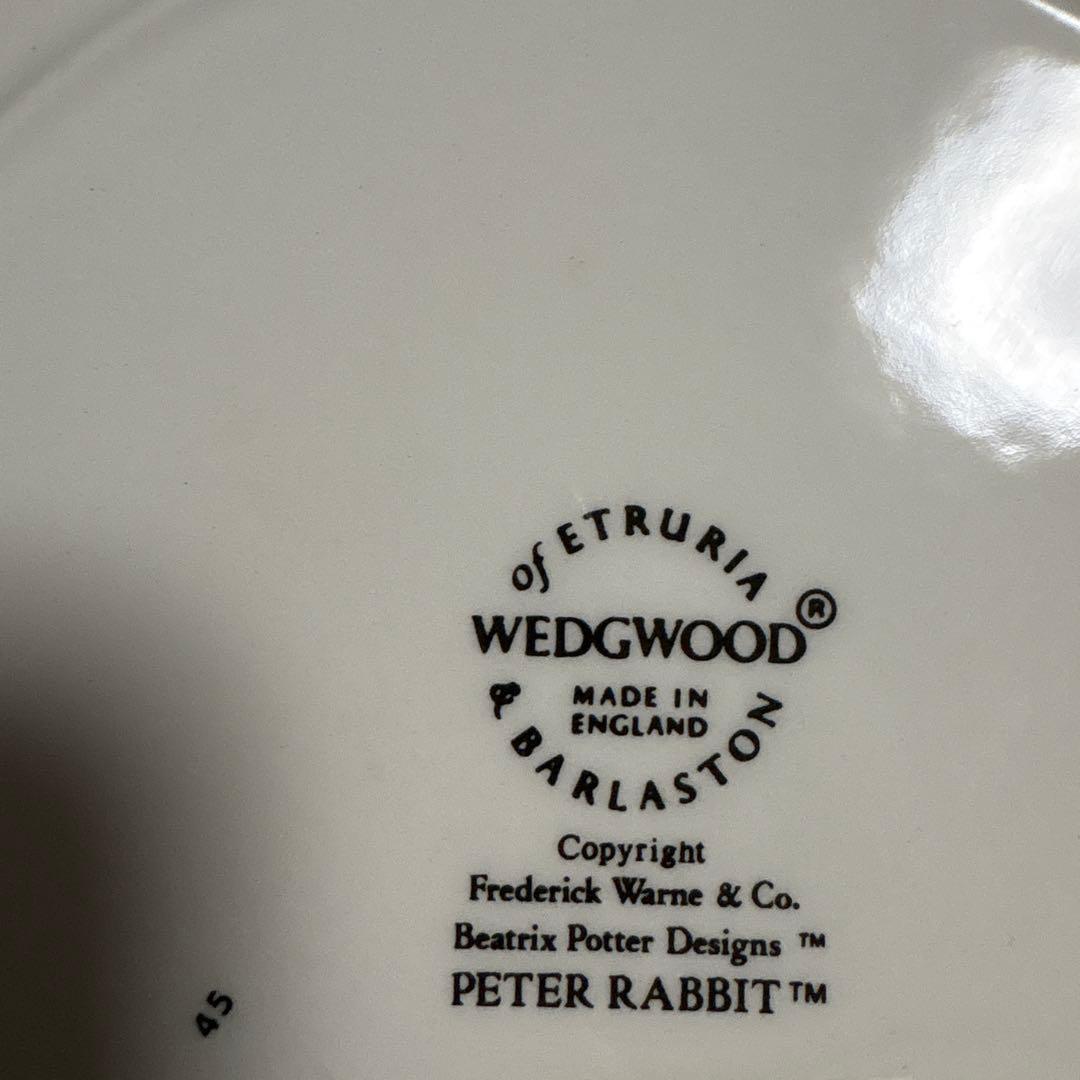 of ETRURIA
WEDGWOOD®
MADE IN
ENGLAND
& BARLASTON
Copyright
Frederick Warne & Co.
Beatrix Potter Designs ™
PETER RABBIT™
45